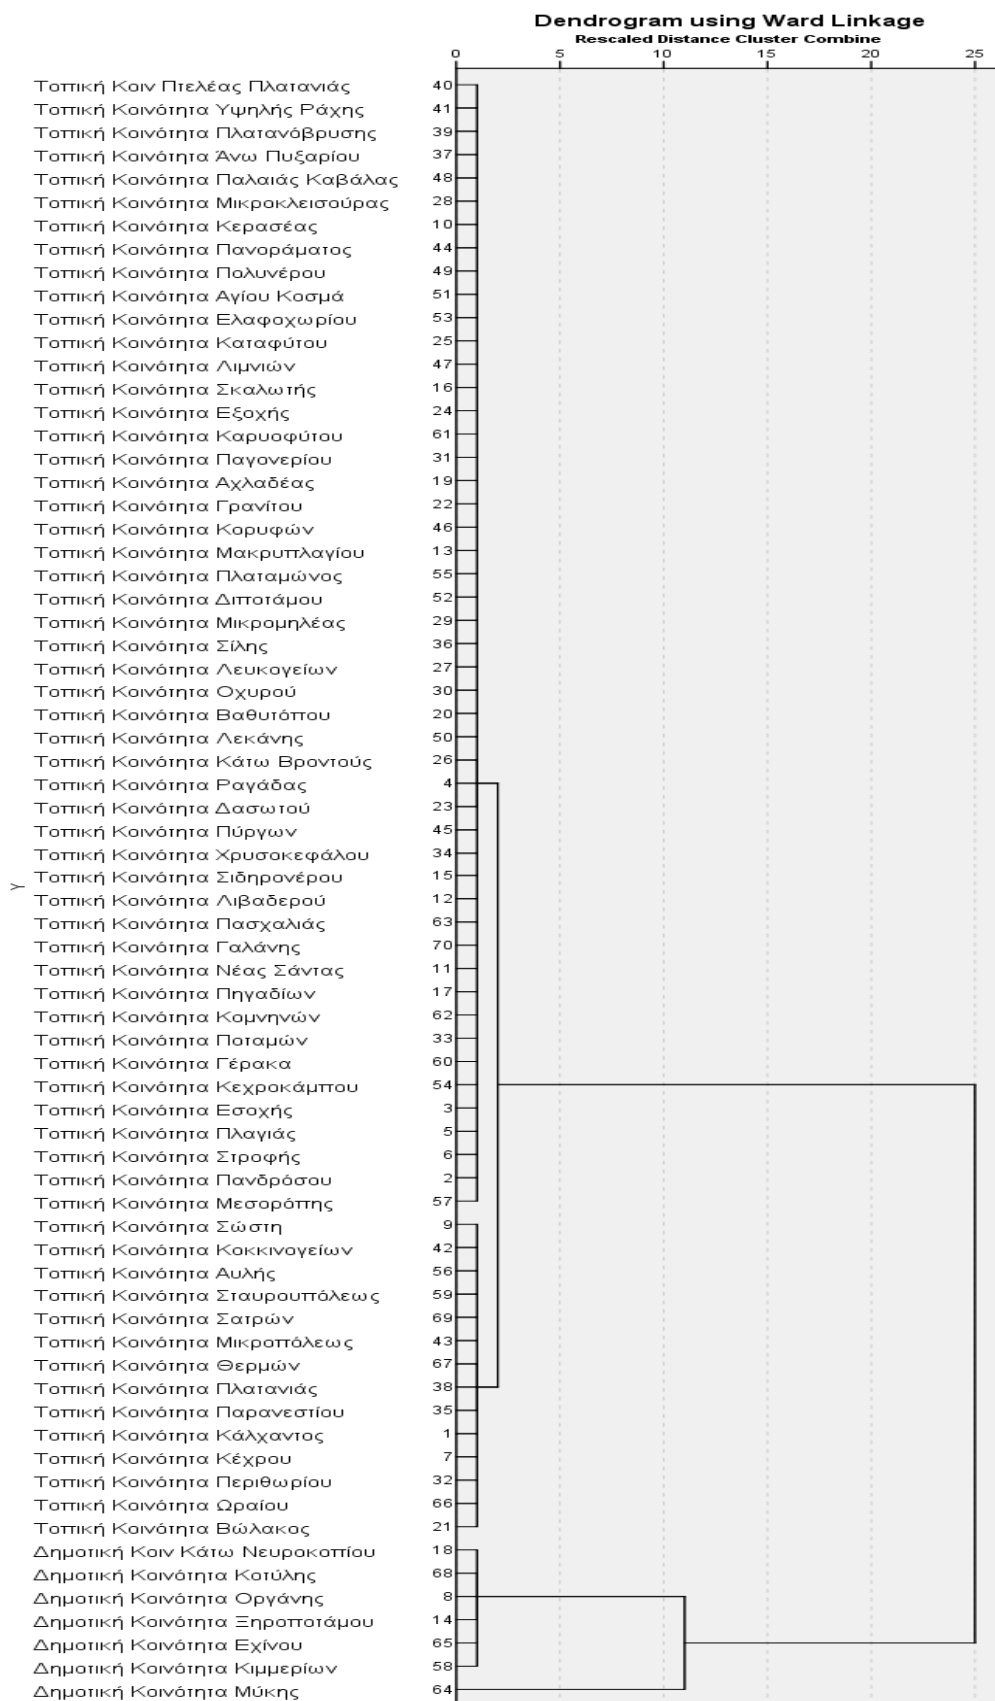 Dendrogram using Ward Linkage
Rescaled Distance Cluster Combine
0 5 10 15 20 25
Τοπική Κοιν Πτελέας Πλατανιάς 40
Τοπική Κοινότητα Υψηλής Ράχης 41
Τοπική Κοινότητα Πλατανόβρυσης 39
Τοπική Κοινότητα Άνω Πυξαρίου 37
Τοπική Κοινότητα Παλαιάς Καβάλας 48
Τοπική Κοινότητα Μικροκλεισούρας 28
Τοπική Κοινότητα Κερασέας 10
Τοπική Κοινότητα Πανοράματος 44
Τοπική Κοινότητα Πολυνέρου 49
Τοπική Κοινότητα Αγίου Κοσμά 51
Τοπική Κοινότητα Ελαφοχωρίου 53
Τοπική Κοινότητα Καταφύτου 25
Τοπική Κοινότητα Λιμνιών 47
Τοπική Κοινότητα Σκαλωτής 16
Τοπική Κοινότητα Εξοχής 24
Τοπική Κοινότητα Καρυοφύτου 61
Τοπική Κοινότητα Παγονερίου 31
Τοπική Κοινότητα Αχλαδέας 19
Τοπική Κοινότητα Γρανίτου 22
Τοπική Κοινότητα Κορυφών 46
Τοπική Κοινότητα Μακρυπλαγίου 13
Τοπική Κοινότητα Πλαταμώνος 55
Τοπική Κοινότητα Διποτάμου 52
Τοπική Κοινότητα Μικρομηλέας 29
Τοπική Κοινότητα Σίλης 36
Τοπική Κοινότητα Λευκογείων 27
Τοπική Κοινότητα Οχυρού 30
Τοπική Κοινότητα Βαθυτόπου 20
Τοπική Κοινότητα Λεκάνης 50
Τοπική Κοινότητα Κάτω Βροντούς 26
Τοπική Κοινότητα Ραγάδας 4
Τοπική Κοινότητα Δασωτού 23
Τοπική Κοινότητα Πύργων 45
Τοπική Κοινότητα Χρυσοκεφάλου 34
Τοπική Κοινότητα Σιδηρονέρου 15
Y
Τοπική Κοινότητα Λιβαδερού 12
Τοπική Κοινότητα Πασχαλιάς 63
Τοπική Κοινότητα Γαλάνης 70
Τοπική Κοινότητα Νέας Σάντας 11
Τοπική Κοινότητα Πηγαδίων 17
Τοπική Κοινότητα Κομνηνών 62
Τοπική Κοινότητα Ποταμών 33
Τοπική Κοινότητα Γέρακα 60
Τοπική Κοινότητα Κεχροκάμπου 54
Τοπική Κοινότητα Εσοχής 3
Τοπική Κοινότητα Πλαγιάς 5
Τοπική Κοινότητα Στροφής 6
Τοπική Κοινότητα Πανδρόσου 2
Τοπική Κοινότητα Μεσορόπης 57
Τοπική Κοινότητα Σώστη 9
Τοπική Κοινότητα Κοκκινογείων 42
Τοπική Κοινότητα Αυλής 56
Τοπική Κοινότητα Σταυρουπόλεως 59
Τοπική Κοινότητα Σατρών 69
Τοπική Κοινότητα Μικροπόλεως 43
Τοπική Κοινότητα Θερμών 67
Τοπική Κοινότητα Πλατανιάς 38
Τοπική Κοινότητα Παρανεστίου 35
Τοπική Κοινότητα Κάλχαντος 1
Τοπική Κοινότητα Κέχρου 7
Τοπική Κοινότητα Περιθωρίου 32
Τοπική Κοινότητα Ωραίου 66
Τοπική Κοινότητα Βώλακος 21
Δημοτική Κοιν Κάτω Νευροκοπίου 18
Δημοτική Κοινότητα Κοτύλης 68
Δημοτική Κοινότητα Οργάνης 8
Δημοτική Κοινότητα Ξηροποτάμου 14
Δημοτική Κοινότητα Εχίνου 65
Δημοτική Κοινότητα Κιμμερίων 58
Δημοτική Κοινότητα Μύκης 64